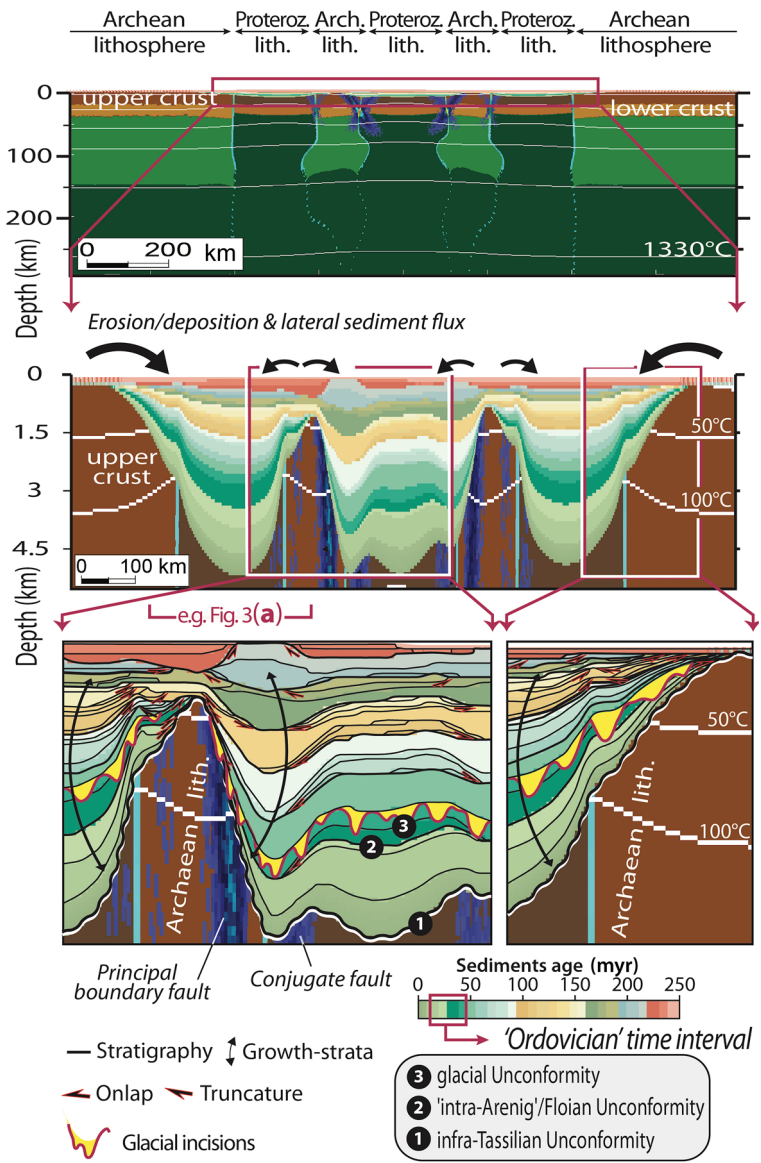 Archean Proteroz. Arch. Proteroz. Arch. Proteroz. Archean
lithosphere lith. lith. lith. lith. lith. lithosphere
0
upper crust
lower crust
100
200
0 200 km
1330°C
Depth (km)
Erosion/deposition & lateral sediment flux
0
1.5
50°C
upper
crust
3
100°C
4.5
0 100 km
Depth (km)
e.g. Fig. 3(a)
50°C
100°C
Archaean lith.
Archaean lith.
3
2
1
Principal
boundary fault
Conjugate fault
Sediments age (myr)
0 50 100 150 200 250
'Ordovician' time interval
Stratigraphy Growth-strata
Onlap Truncature
Glacial incisions
3 glacial Unconformity
2 'intra-Arenig'/Floian Unconformity
1 infra-Tassilian Unconformity